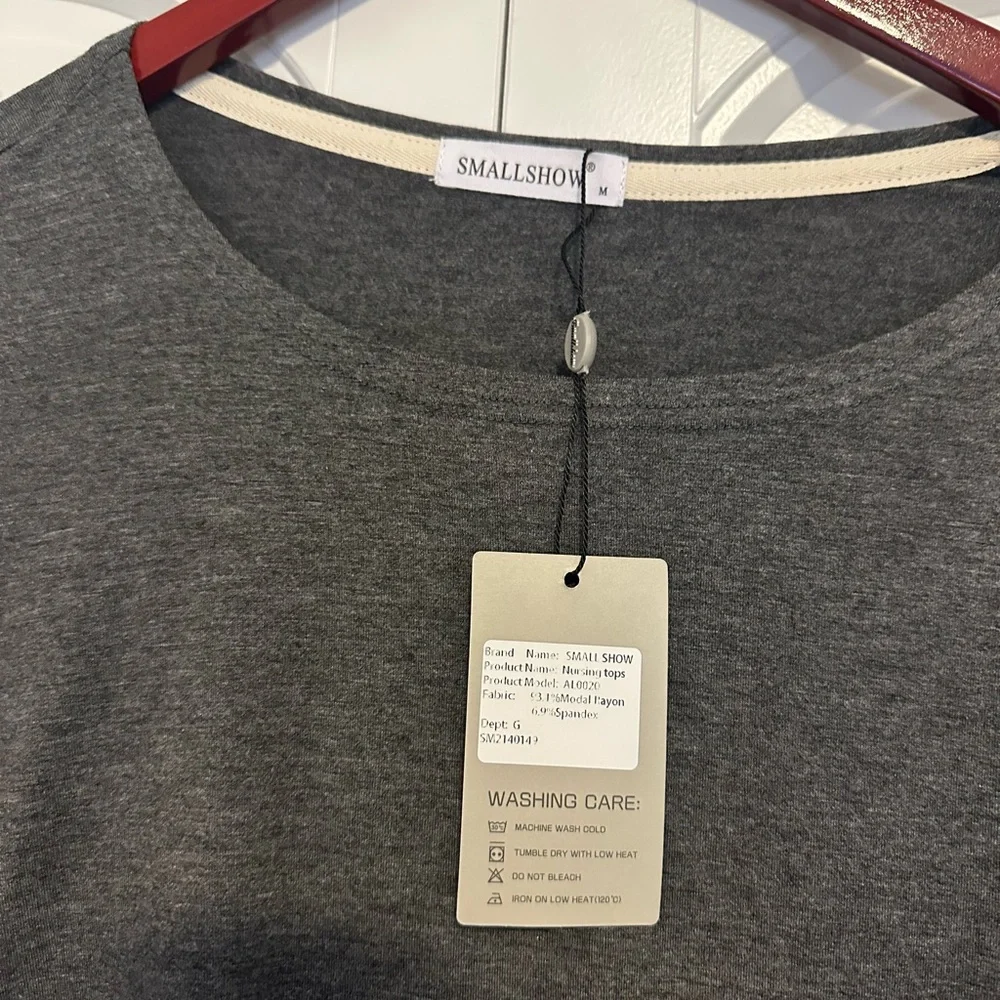 SMALLSHOW®
M
Brand Name: SMALL SHOW
Product Name: Nursing tops
Product Model: AL0020
Fabric: 93.1%Modal Rayon
6.9%Spandex
Dept: G
SM2140149
WASHING CARE:
30°C MACHINE WASH COLD
TUMBLE DRY WITH LOW HEAT
DO NOT BLEACH
IRON ON LOW HEAT(120℃)